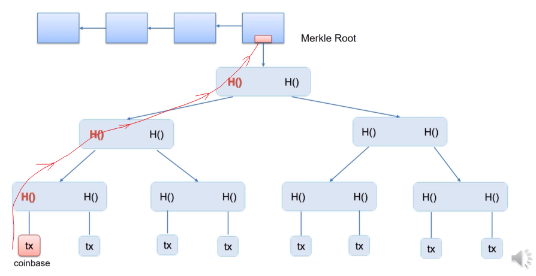 Merkle Root
H() H()
H() H() H() H()
H() H() H() H() H() H() H() H()
tx tx tx tx tx tx tx tx
coinbase